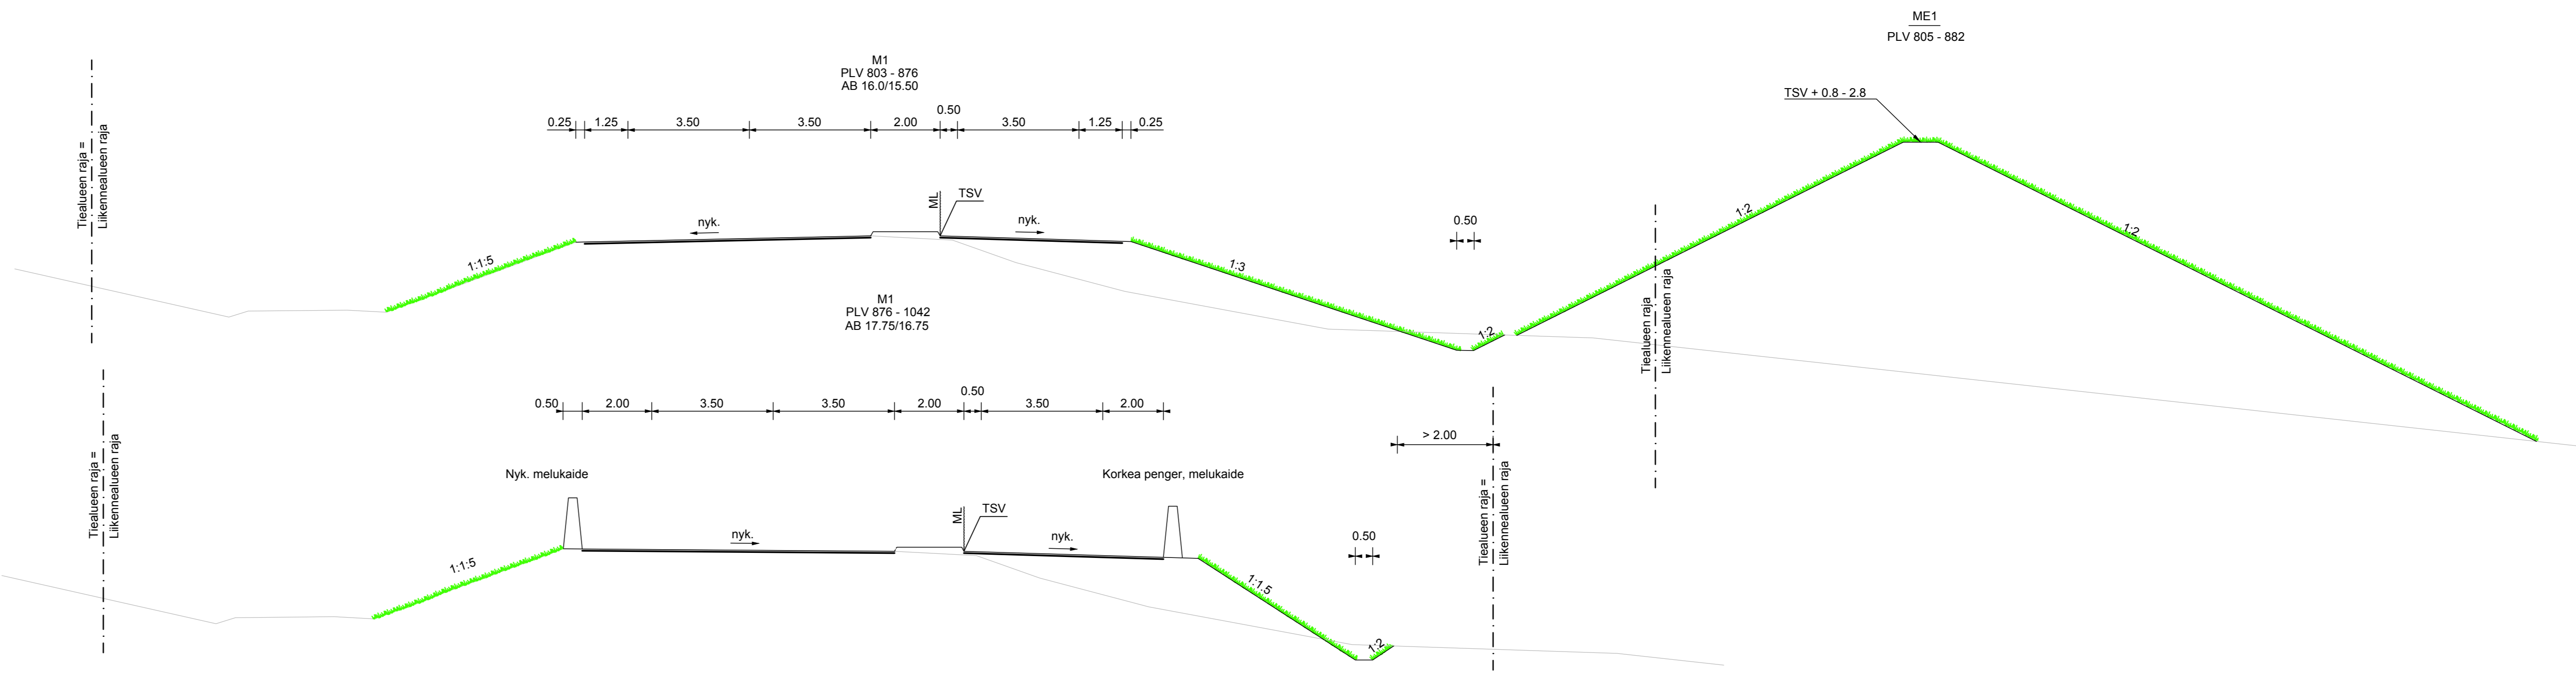 ME1
PLV 805 - 882
M1
PLV 803 - 876
AB 16.0/15.50
TSV + 0.8 - 2.8
0.50
0.25 1.25 3.50 3.50 2.00 3.50 1.25 0.25
Tiealueen raja =
Liikennealueen raja
ML
TSV
nyk.
nyk.
0.50
1:1:5
1:3
1:2
1:2
1:2
Tiealueen raja
Liikennealueen raja
M1
PLV 876 - 1042
AB 17.75/16.75
0.50
0.50 2.00 3.50 3.50 2.00 3.50 2.00
> 2.00
Tiealueen raja =
Liikennealueen raja
Nyk. melukaide
Korkea penger, melukaide
ML
TSV
nyk.
nyk.
0.50
1:1:5
1:1.5
1:2
Tiealueen raja =
Liikennealueen raja